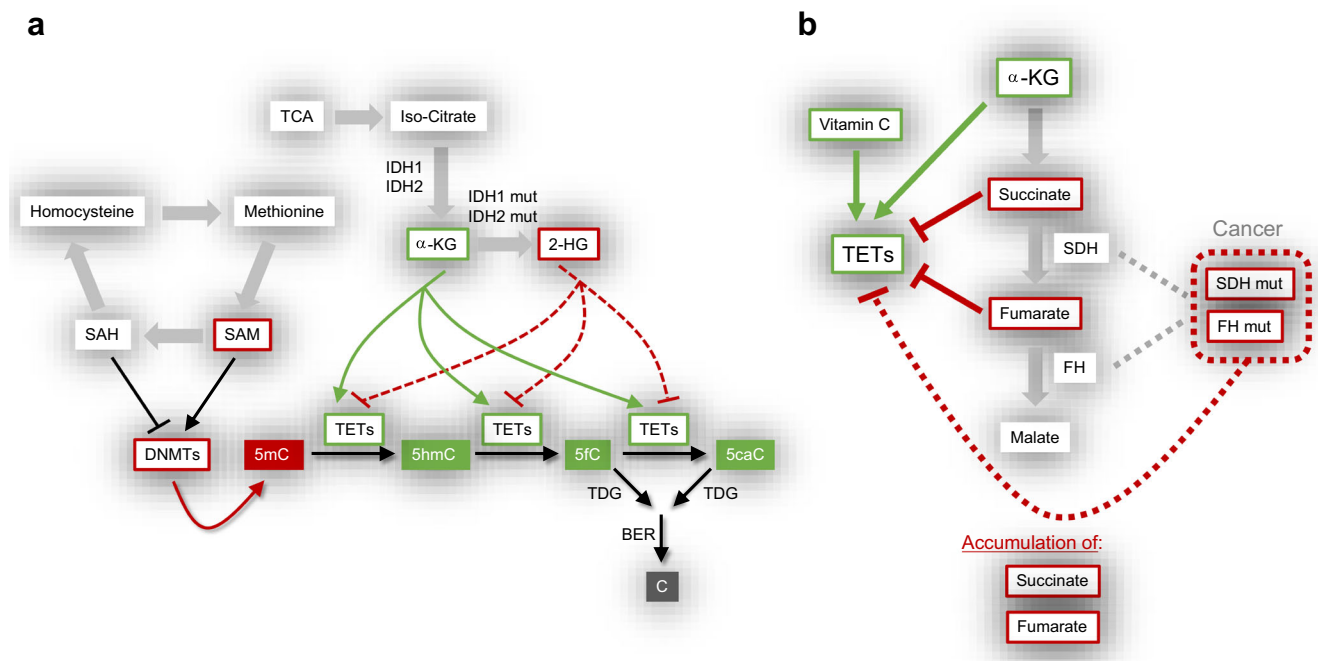 a
TCA
Iso-Citrate
IDH1
IDH2
IDH1 mut
IDH2 mut
Homocysteine
Methionine
α-KG
2-HG
SAH
SAM
DNMTs
TETs
TETs
TETs
5mC
5hmC
5fC
5caC
TDG
TDG
BER
C
b
α-KG
Vitamin C
Succinate
TETs
SDH
Cancer
SDH mut
Fumarate
FH mut
FH
Malate
Accumulation of:
Succinate
Fumarate